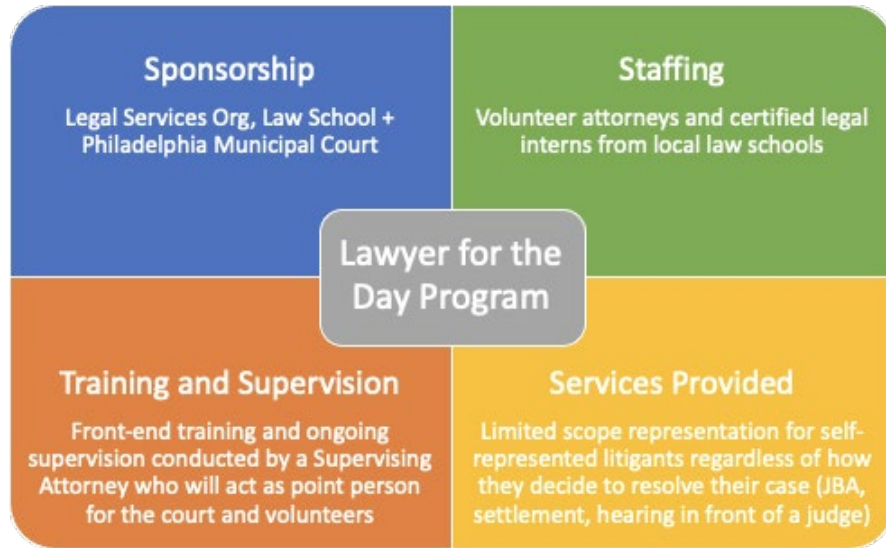 Sponsorship
Legal Services Org, Law School +
Philadelphia Municipal Court
Staffing
Volunteer attorneys and certified legal
interns from local law schools
Lawyer for the
Day Program
Training and Supervision
Front-end training and ongoing
supervision conducted by a Supervising
Attorney who will act as point person
for the court and volunteers
Services Provided
Limited scope representation for self-
represented litigants regardless of how
they decide to resolve their case (JBA,
settlement, hearing in front of a judge)